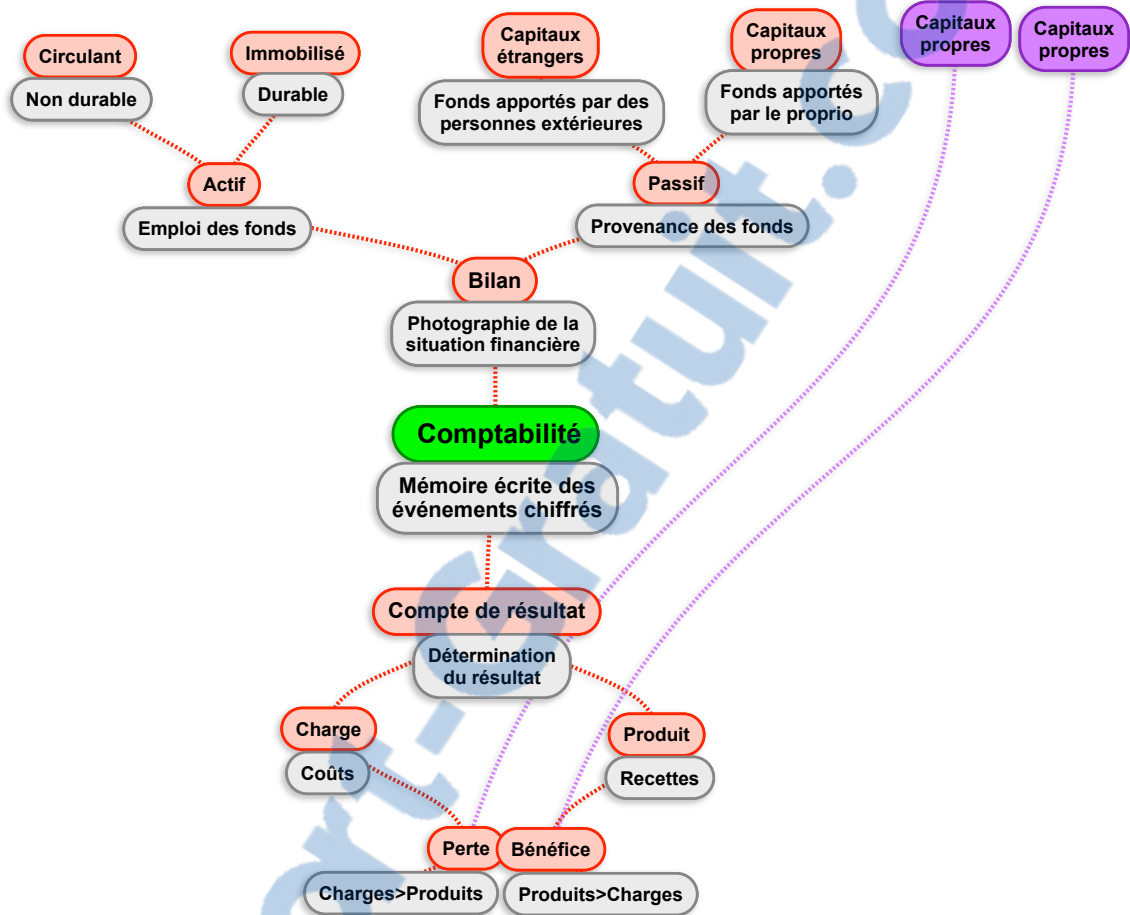 Circulant
Non durable
Immobilisé
Durable
Capitaux
étrangers
Fonds apportés par des
personnes extérieures
Capitaux
propres
Fonds apportés
par le proprio
Capitaux
propres
Capitaux
propres
Actif
Emploi des fonds
Passif
Provenance des fonds
Bilan
Photographie de la
situation financière
Comptabilité
Mémoire écrite des
événements chiffrés
Compte de résultat
Détermination
du résultat
Charge
Coûts
Produit
Recettes
Perte
Charges>Produits
Bénéfice
Produits>Charges
rt-Gratuit.co